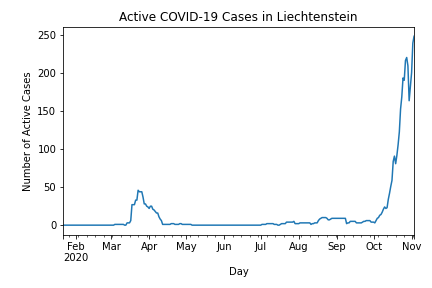 Active COVID-19 Cases in Liechtenstein
250
200
150
100
50
0
Number of Active Cases
Feb Mar Apr May Jun Jul Aug Sep Oct Nov
2020
Day